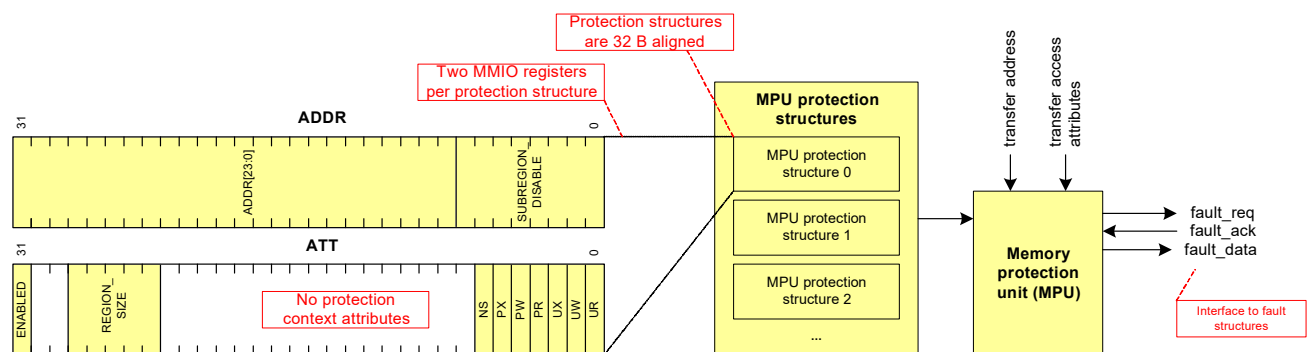 Protection structures
are 32 B aligned
Two MMIO registers
per protection structure
ADDR
31
0
ADDR[23:0]
SUBREGION_
DISABLE
ATT
31
0
ENABLED
REGION_
SIZE
No protection
context attributes
NS
PX
PW
PR
UX
UW
UR
MPU protection
structures
MPU protection
structure 0
MPU protection
structure 1
MPU protection
structure 2
...
transfer address
transfer access
attributes
Memory
protection
unit (MPU)
fault_req
fault_ack
fault_data
Interface to fault
structures